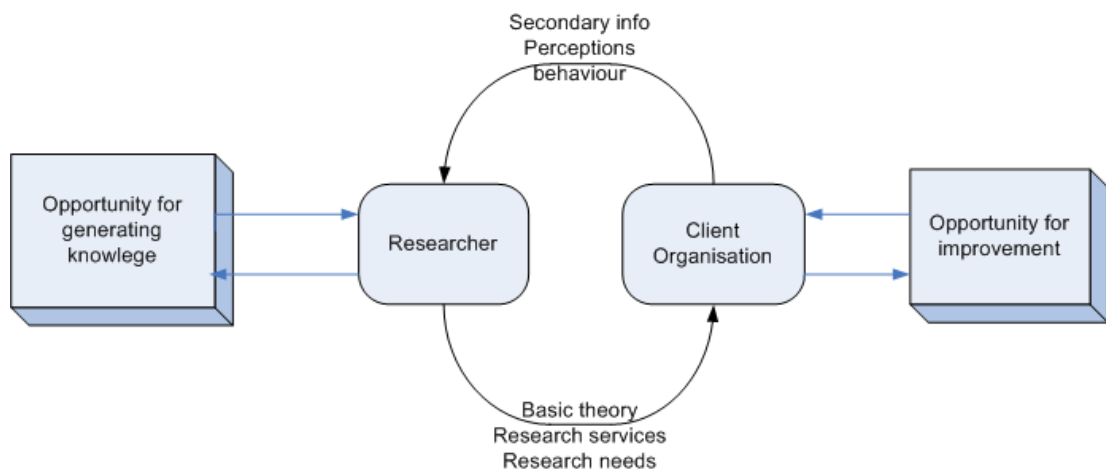 Secondary info
Perceptions
behaviour
Opportunity for
generating
knowlege
Researcher
Client
Organisation
Opportunity for
improvement
Basic theory
Research services
Research needs